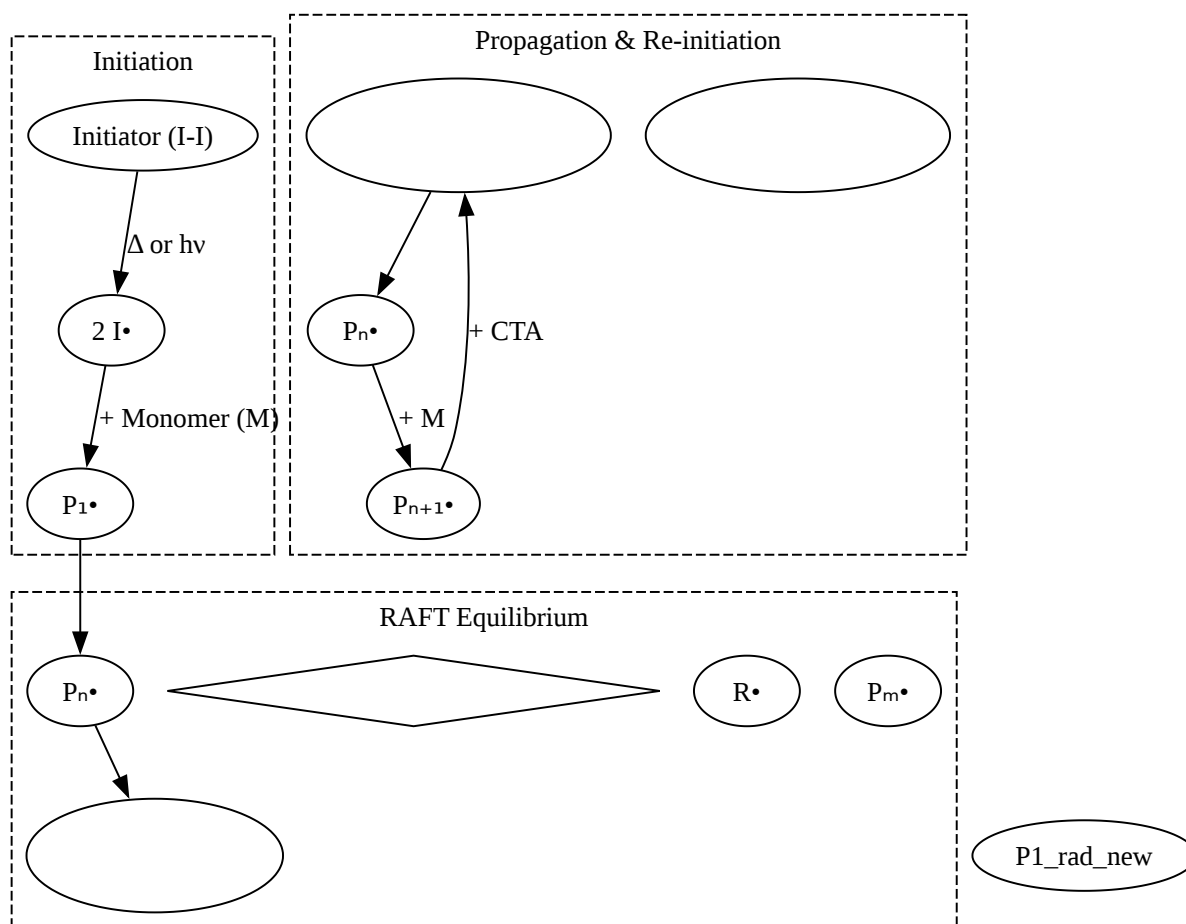 Initiation
Initiator (I-I)
Δ or hν
2 I•
+ Monomer (M)
P₁•
Propagation & Re-initiation
Pₙ•
+ CTA
+ M
Pₙ₊₁•
RAFT Equilibrium
Pₙ•
R•
Pₘ•
P1_rad_new